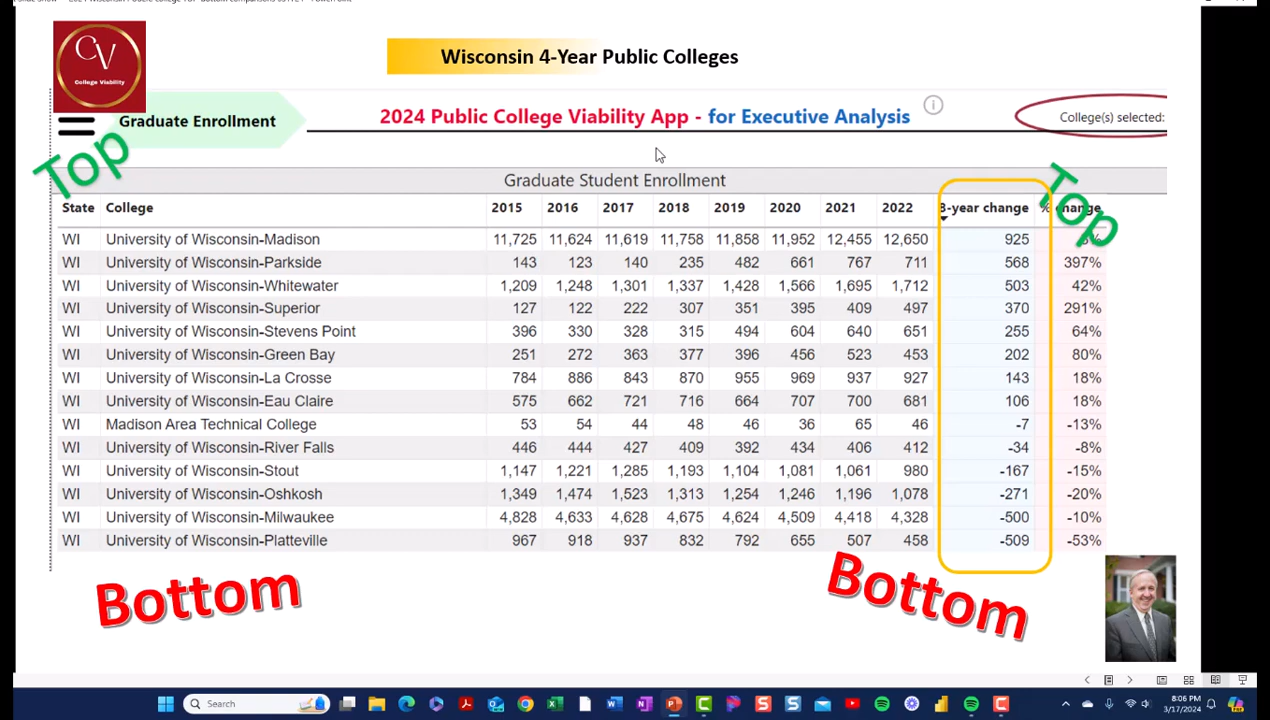 CV
College Viability
Wisconsin 4-Year Public Colleges
Graduate Enrollment
2024 Public College Viability App - for Executive Analysis
i
College(s) selected:
Top
Top
Graduate Student Enrollment
State College 2015 2016 2017 2018 2019 2020 2021 2022 8-year change % change
WI University of Wisconsin-Madison 11,725 11,624 11,619 11,758 11,858 11,952 12,455 12,650 925
WI University of Wisconsin-Parkside 143 123 140 235 482 661 767 711 568 397%
WI University of Wisconsin-Whitewater 1,209 1,248 1,301 1,337 1,428 1,566 1,695 1,712 503 42%
WI University of Wisconsin-Superior 127 122 222 307 351 395 409 497 370 291%
WI University of Wisconsin-Stevens Point 396 330 328 315 494 604 640 651 255 64%
WI University of Wisconsin-Green Bay 251 272 363 377 396 456 523 453 202 80%
WI University of Wisconsin-La Crosse 784 886 843 870 955 969 937 927 143 18%
WI University of Wisconsin-Eau Claire 575 662 721 716 664 707 700 681 106 18%
WI Madison Area Technical College 53 54 44 48 46 36 65 46 -7 -13%
WI University of Wisconsin-River Falls 446 444 427 409 392 434 406 412 -34 -8%
WI University of Wisconsin-Stout 1,147 1,221 1,285 1,193 1,104 1,081 1,061 980 -167 -15%
WI University of Wisconsin-Oshkosh 1,349 1,474 1,523 1,313 1,254 1,246 1,196 1,078 -271 -20%
WI University of Wisconsin-Milwaukee 4,828 4,633 4,628 4,675 4,624 4,509 4,418 4,328 -500 -10%
WI University of Wisconsin-Platteville 967 918 937 832 792 655 507 458 -509 -53%
Bottom
Bottom
Search
8:06 PM
3/17/2024